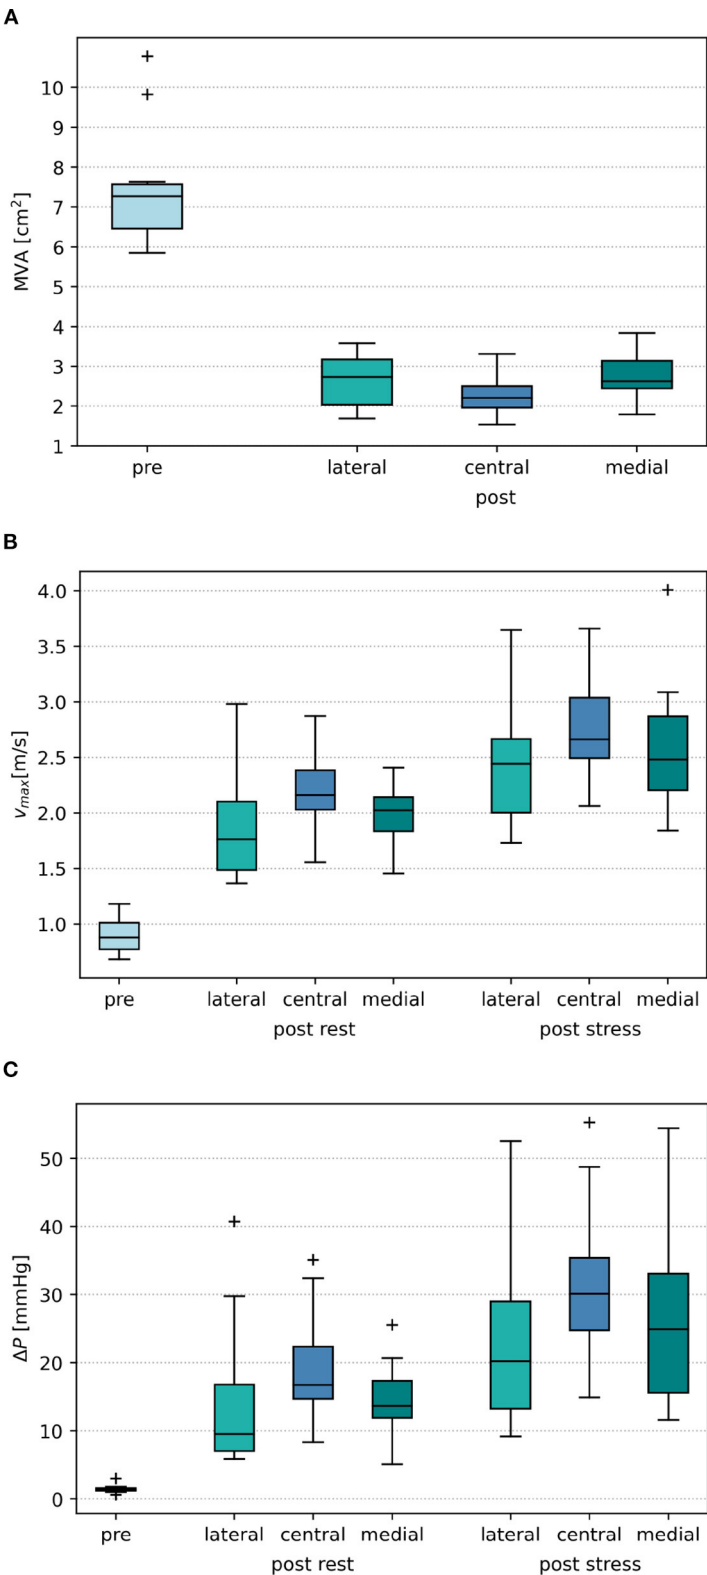 A
MVA [cm²]
10
9
8
7
6
5
4
3
2
1
pre lateral central medial
post
B
v_max[m/s]
4.0
3.5
3.0
2.5
2.0
1.5
1.0
pre lateral central medial lateral central medial
post rest post stress
C
ΔP [mmHg]
50
40
30
20
10
0
pre lateral central medial lateral central medial
post rest post stress